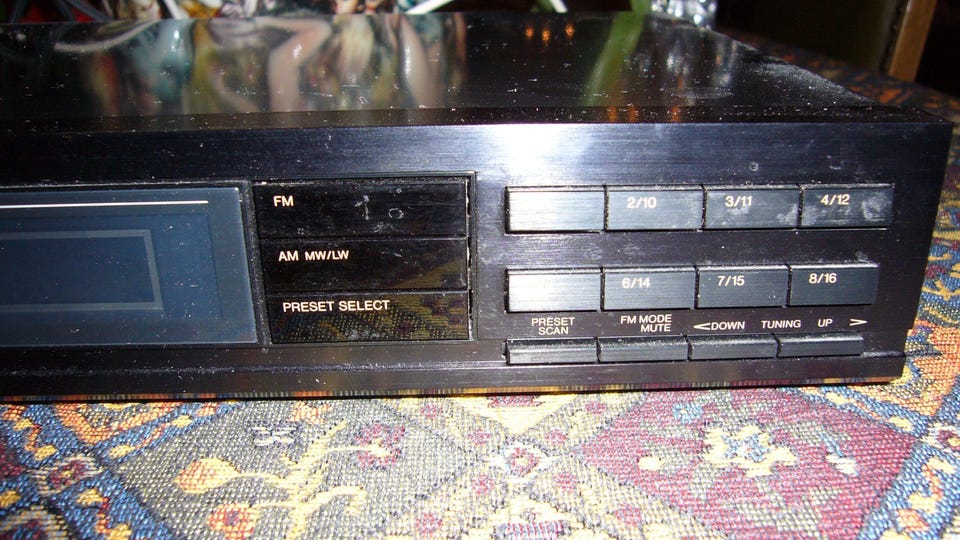 FM
AM MW/LW
PRESET SELECT
2/10 3/11 4/12
6/14 7/15 8/16
PRESET SCAN
FM MODE MUTE
<DOWN TUNING UP >